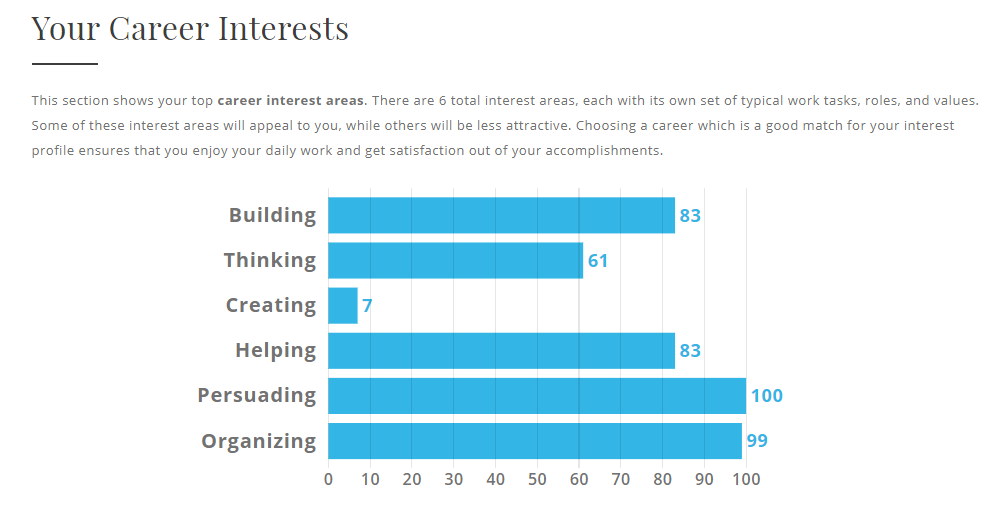 Your Career Interests
This section shows your top career interest areas. There are 6 total interest areas, each with its own set of typical work tasks, roles, and values.
Some of these interest areas will appeal to you, while others will be less attractive. Choosing a career which is a good match for your interest
profile ensures that you enjoy your daily work and get satisfaction out of your accomplishments.
Building 83
Thinking 61
Creating 7
Helping 83
Persuading 100
Organizing 99
0 10 20 30 40 50 60 70 80 90 100